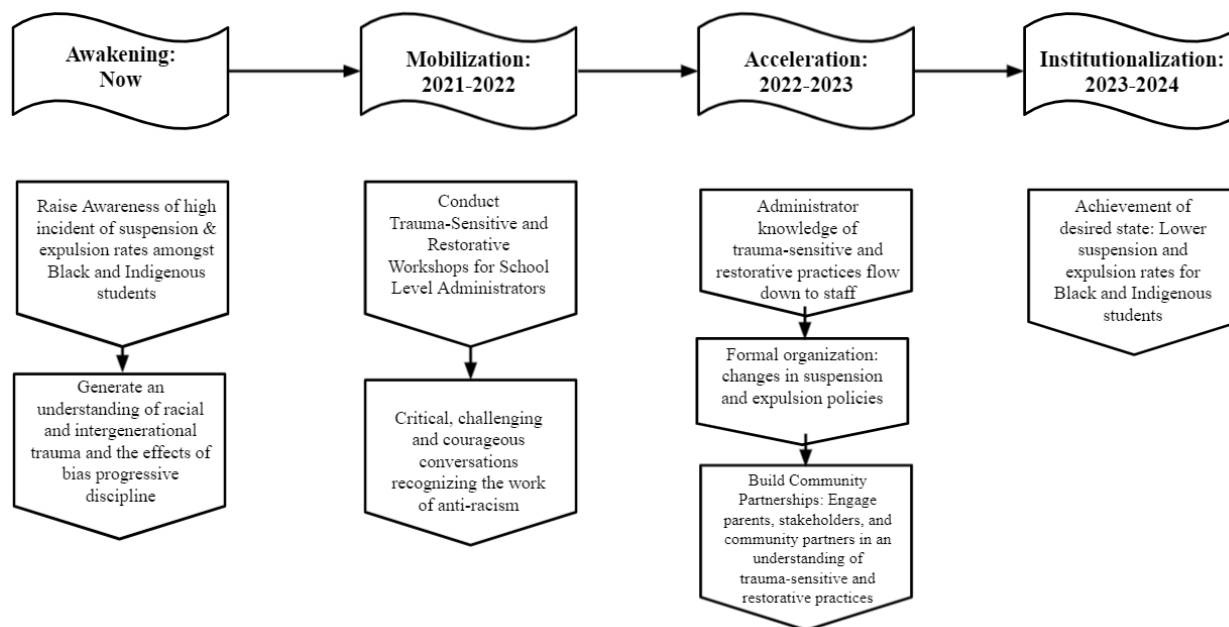 Awakening:
Now
Mobilization:
2021-2022
Acceleration:
2022-2023
Institutionalization:
2023-2024
Raise Awareness of high
incident of suspension &
expulsion rates amongst
Black and Indigenous
students
Generate an
understanding of racial
and intergenerational
trauma and the effects of
bias progressive
discipline
Conduct
Trauma-Sensitive and
Restorative
Workshops for School
Level Administrators
Critical, challenging
and courageous
conversations
recognizing the work
of anti-racism
Administrator
knowledge of
trauma-sensitive and
restorative practices flow
down to staff
Formal organization:
changes in suspension
and expulsion policies
Build Community
Partnerships: Engage
parents, stakeholders, and
community partners in an
understanding of
trauma-sensitive and
restorative practices
Achievement of
desired state: Lower
suspension and
expulsion rates for
Black and Indigenous
students